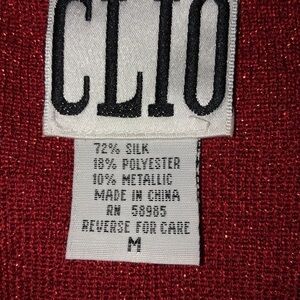 CLIO
72% SILK
18% POLYESTER
10% METALLIC
MADE IN CHINA
RN 58985
REVERSE FOR CARE
M